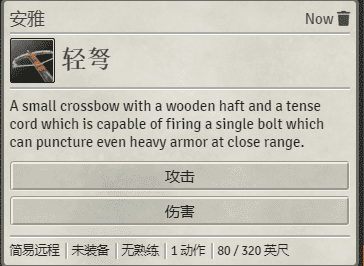 安雅 Now
轻弩
A small crossbow with a wooden haft and a tense
cord which is capable of firing a single bolt which
can puncture even heavy armor at close range.
攻击
伤害
简易远程 未装备 无熟练 1 动作 80 / 320 英尺